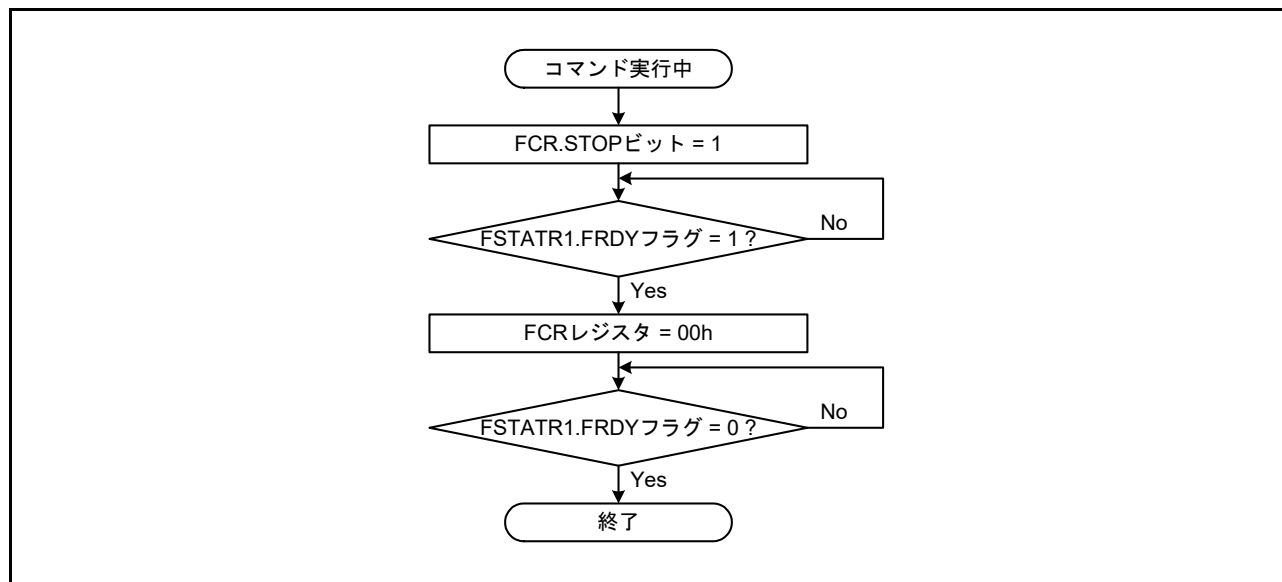 コマンド実行中
FCR.STOPビット = 1
FSTATR1.FRDYフラグ = 1 ?
No
Yes
FCRレジスタ = 00h
FSTATR1.FRDYフラグ = 0 ?
No
Yes
終了